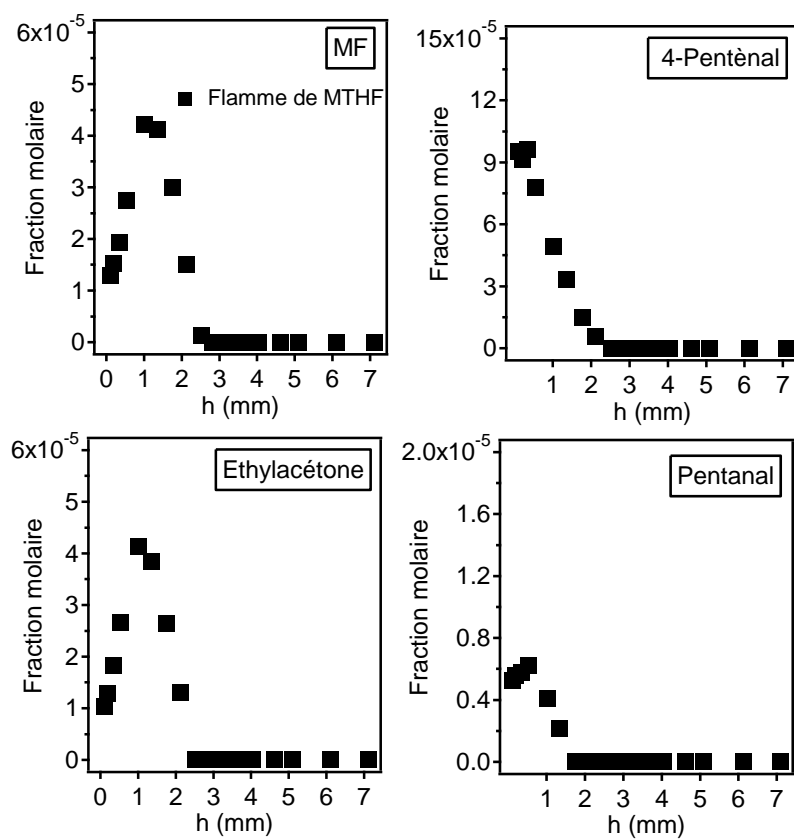 6x10-5
MF
Flamme de MTHF
5
4
3
2
1
0
Fraction molaire
0 1 2 3 4 5 6 7
h (mm)
15x10-5
4-Pentènal
12
9
6
3
0
Fraction molaire
1 2 3 4 5 6 7
h (mm)
6x10-5
Ethylacétone
5
4
3
2
1
0
Fraction molaire
0 1 2 3 4 5 6 7
h (mm)
2.0x10-5
Pentanal
1.6
1.2
0.8
0.4
0.0
Fraction molaire
1 2 3 4 5 6 7
h (mm)